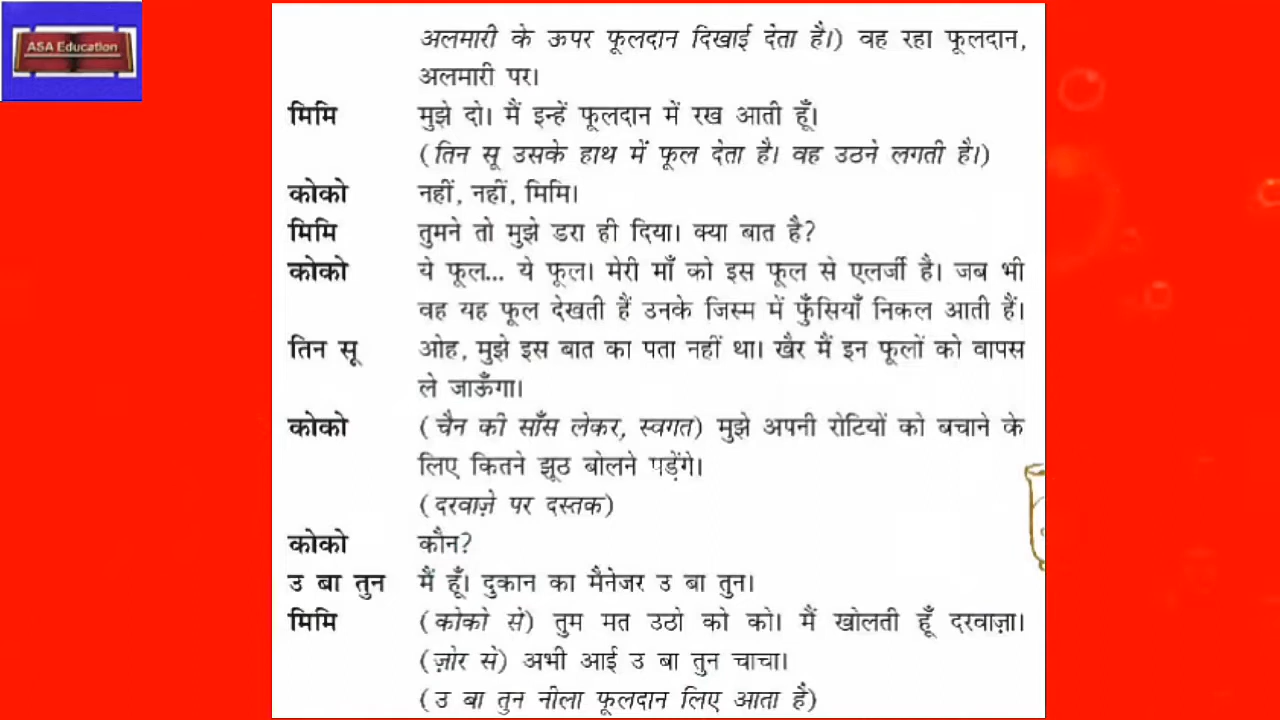 ASA Education
अलमारी के ऊपर फूलदान दिखाई देता है।) वह रहा फूलदान,
अलमारी पर।
मिमि मुझे दो। मैं इन्हें फूलदान में रख आती हूँ।
(तिन सू उसके हाथ में फूल देता है। वह उठने लगती है।)
कोको नहीं, नहीं, मिमि।
मिमि तुमने तो मुझे डरा ही दिया। क्या बात है?
कोको ये फूल... ये फूल। मेरी माँ को इस फूल से एलर्जी है। जब भी
वह यह फूल देखती हैं उनके जिस्म में फुँसियाँ निकल आती हैं।
तिन सू ओह, मुझे इस बात का पता नहीं था। खैर मैं इन फूलों को वापस
ले जाऊँगा।
कोको (चैन की साँस लेकर, स्वगत) मुझे अपनी रोटियों को बचाने के
लिए कितने झूठ बोलने पड़ेंगे।
(दरवाज़े पर दस्तक)
कोको कौन?
उ बा तुन मैं हूँ। दुकान का मैनेजर उ बा तुन।
मिमि (कोको से) तुम मत उठो को को। मैं खोलती हूँ दरवाज़ा।
(ज़ोर से) अभी आई उ बा तुन चाचा।
(उ बा तुन नीला फूलदान लिए आता है)